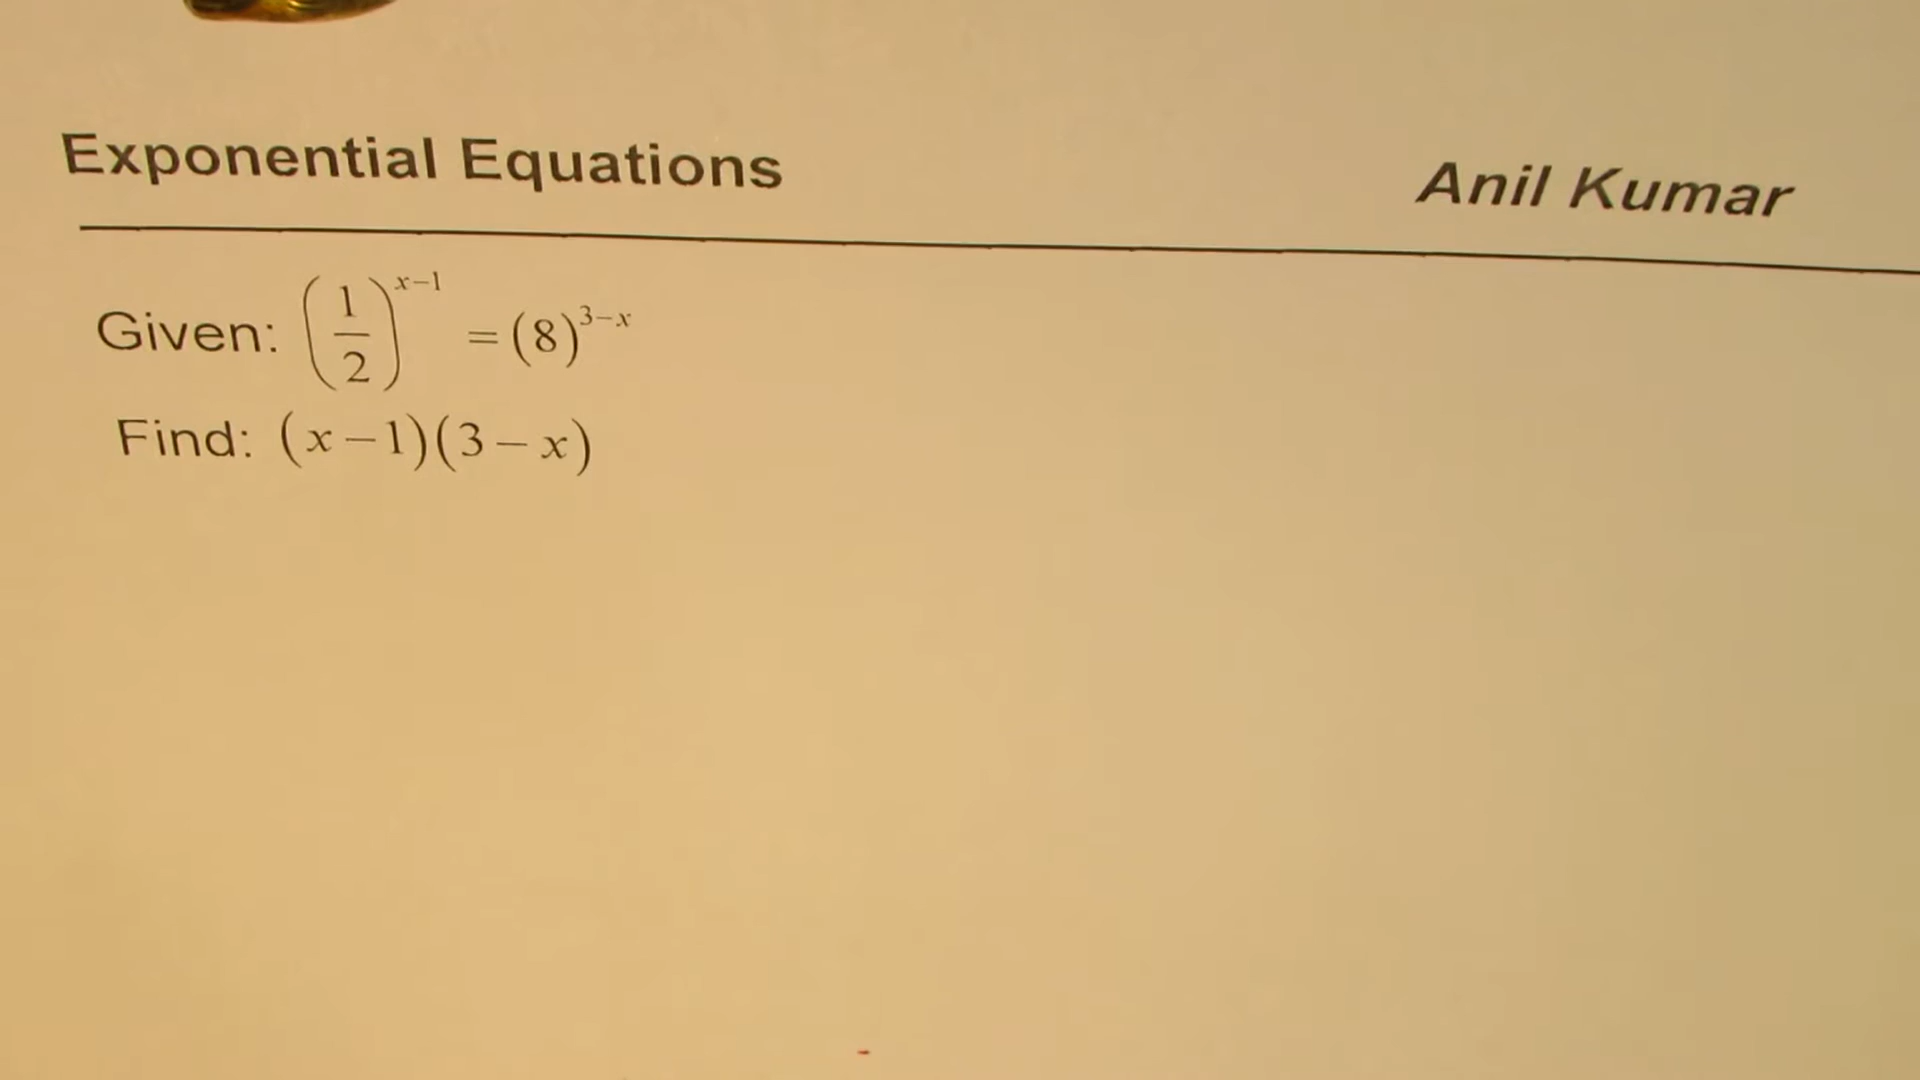 Exponential Equations
Anil Kumar
Given: (1/2)^(x-1) = (8)^(3-x)
Find: (x-1)(3-x)